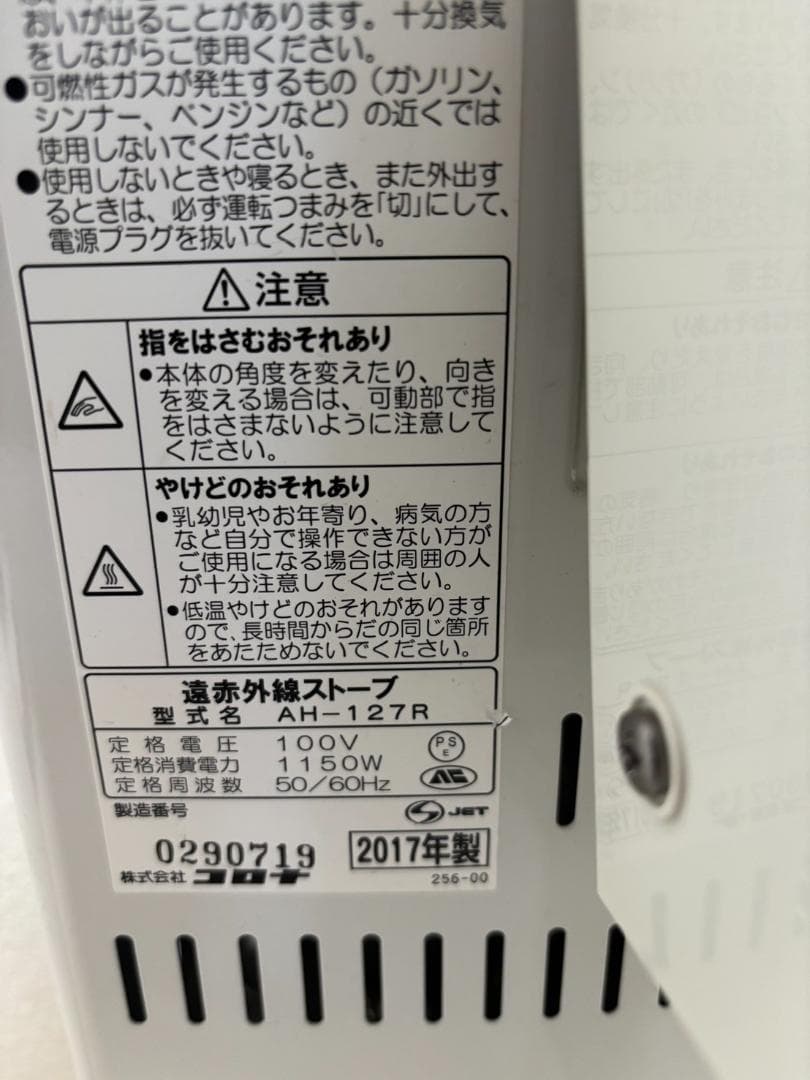 おいが出ることがあります。十分換気
をしながらご使用ください。
●可燃性ガスが発生するもの（ガソリン、
シンナー、ベンジンなど）の近くでは
使用しないでください。
●使用しないときや寝るとき、また外出す
るときは、必ず運転つまみを「切」にして、
電源プラグを抜いてください。
注意
指をはさむおそれあり
●本体の角度を変えたり、向き
を変える場合は、可動部で指
をはさまないように注意して
ください。
やけどのおそれあり
●乳幼児やお年寄り、病気の方
など自分で操作できない方が
ご使用になる場合は周囲の人
が十分注意してください。
●低温やけどのおそれがあります
ので、長時間からだの同じ箇所
をあたためないでください。
遠赤外線ストーブ
型式名 AH-127R
定格電圧 100V
定格消費電力 1150W
定格周波数 50/60Hz
PS
E
製造番号
JET
0290719 2017年製
株式会社 コロナ
256-00